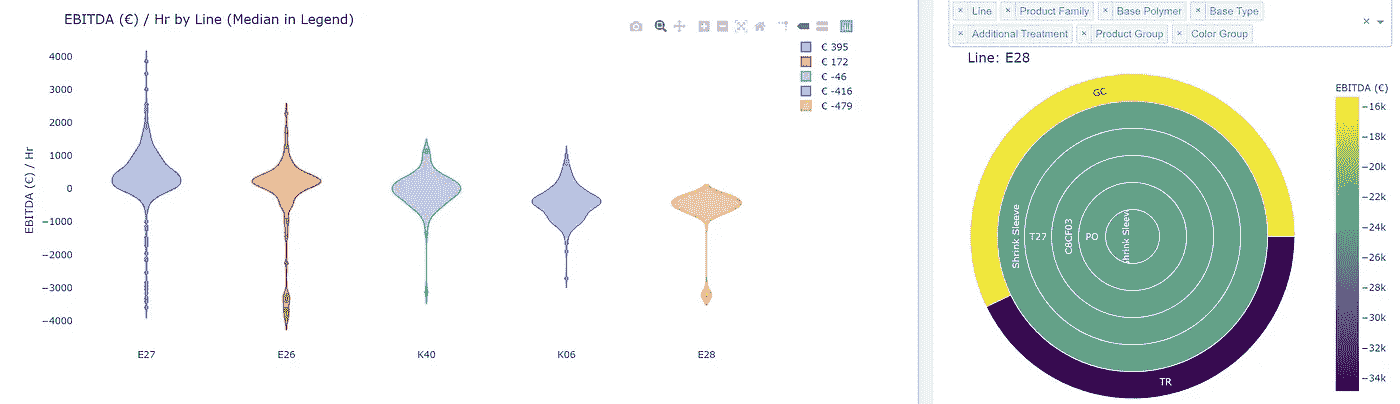 EBITDA (€) / Hr by Line (Median in Legend)
EBITDA (€) / Hr
4000
3000
2000
1000
0
−1000
−2000
−3000
−4000
E27
E26
K40
K06
E28
€ 395
€ 172
€ -46
€ -416
€ -479
× Line × Product Family × Base Polymer × Base Type
× Additional Treatment × Product Group × Color Group
× 
Line: E28
GC
Shrink Sleeve
T27
C8CF03
PO
Shrink Sleeve
TR
EBITDA (€)
−16k
−18k
−20k
−22k
−24k
−26k
−28k
−30k
−32k
−34k